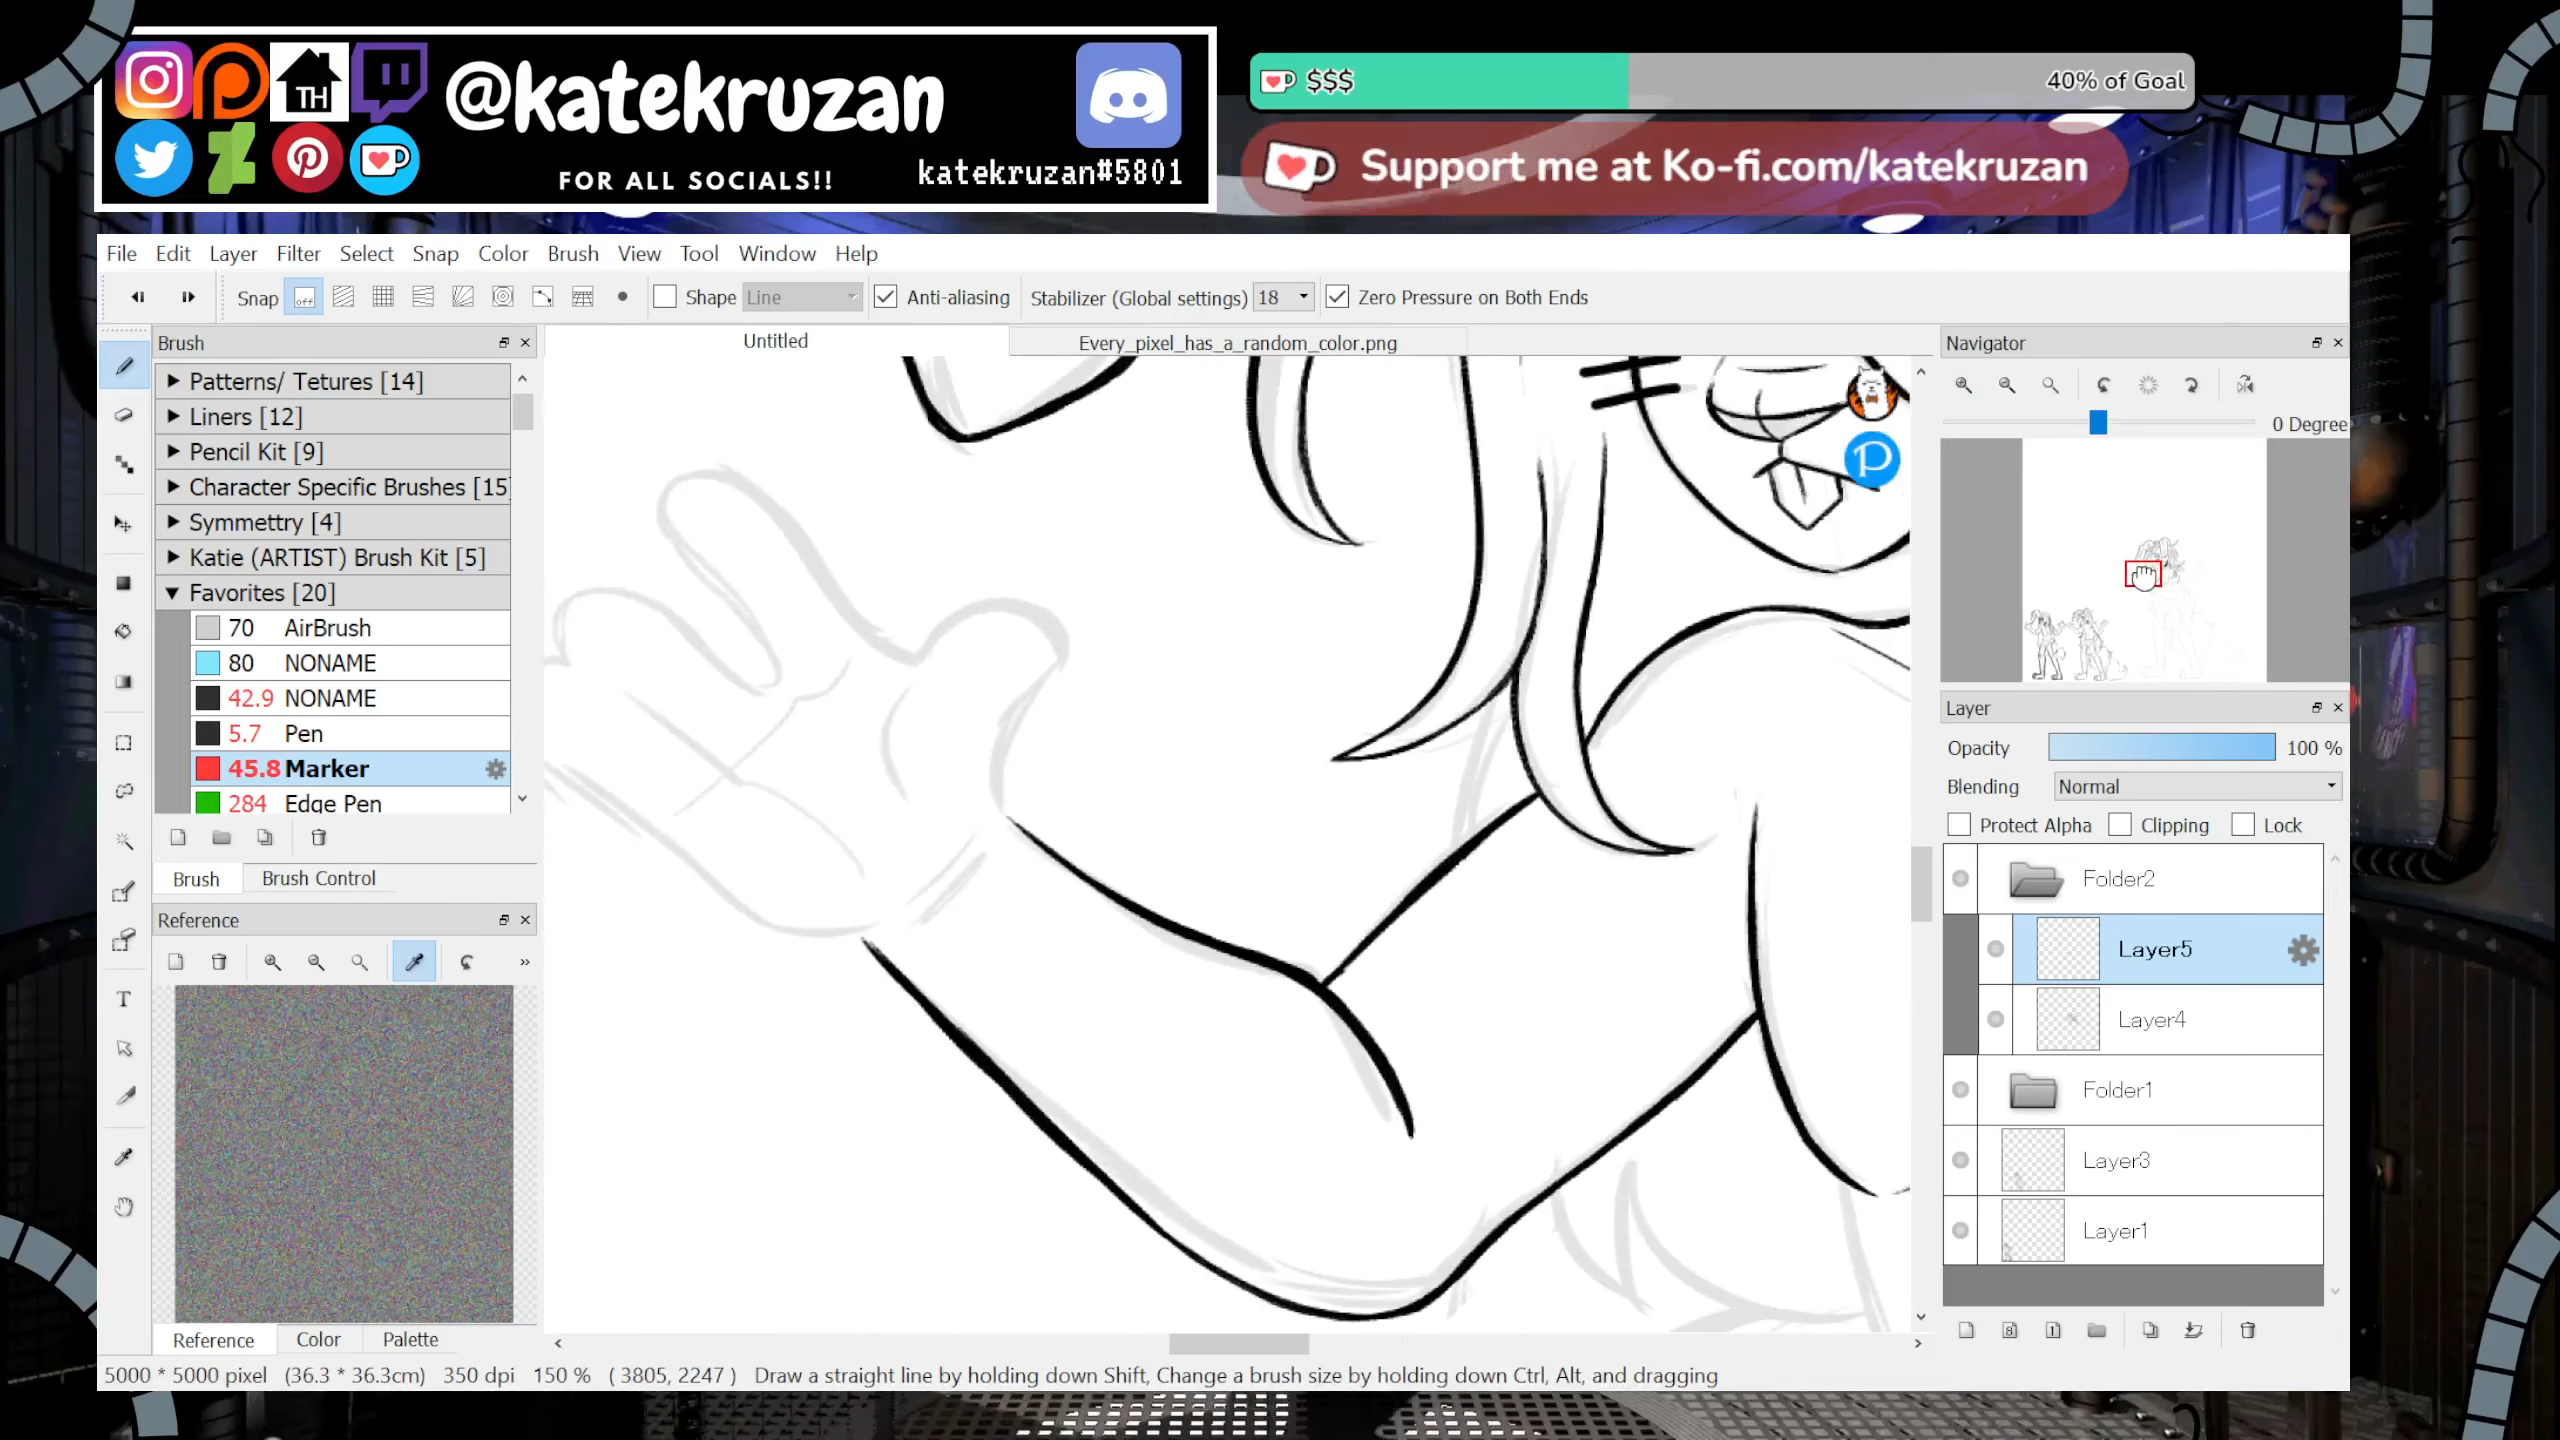 TH
@katekruzan
FOR ALL SOCIALS!!
katekruzan#5801
$$$
40% of Goal
Support me at Ko-fi.com/katekruzan
File Edit Layer Filter Select Snap Color Brush View Tool Window Help
Snap off Shape Line Anti-aliasing Stabilizer (Global settings) 18 Zero Pressure on Both Ends
Brush
Untitled
Every_pixel_has_a_random_color.png
Navigator
Patterns/ Tetures [14]
Liners [12]
Pencil Kit [9]
Character Specific Brushes [15]
Symmettry [4]
Katie (ARTIST) Brush Kit [5]
Favorites [20]
70 AirBrush
80 NONAME
42.9 NONAME
5.7 Pen
45.8 Marker
284 Edge Pen
Brush Brush Control
Reference
Reference Color Palette
0 Degree
Layer
Opacity 100 %
Blending Normal
Protect Alpha Clipping Lock
Folder2
Layer5
Layer4
Folder1
Layer3
Layer1
5000 * 5000 pixel (36.3 * 36.3cm) 350 dpi 150 % ( 3805, 2247 ) Draw a straight line by holding down Shift, Change a brush size by holding down Ctrl, Alt, and dragging